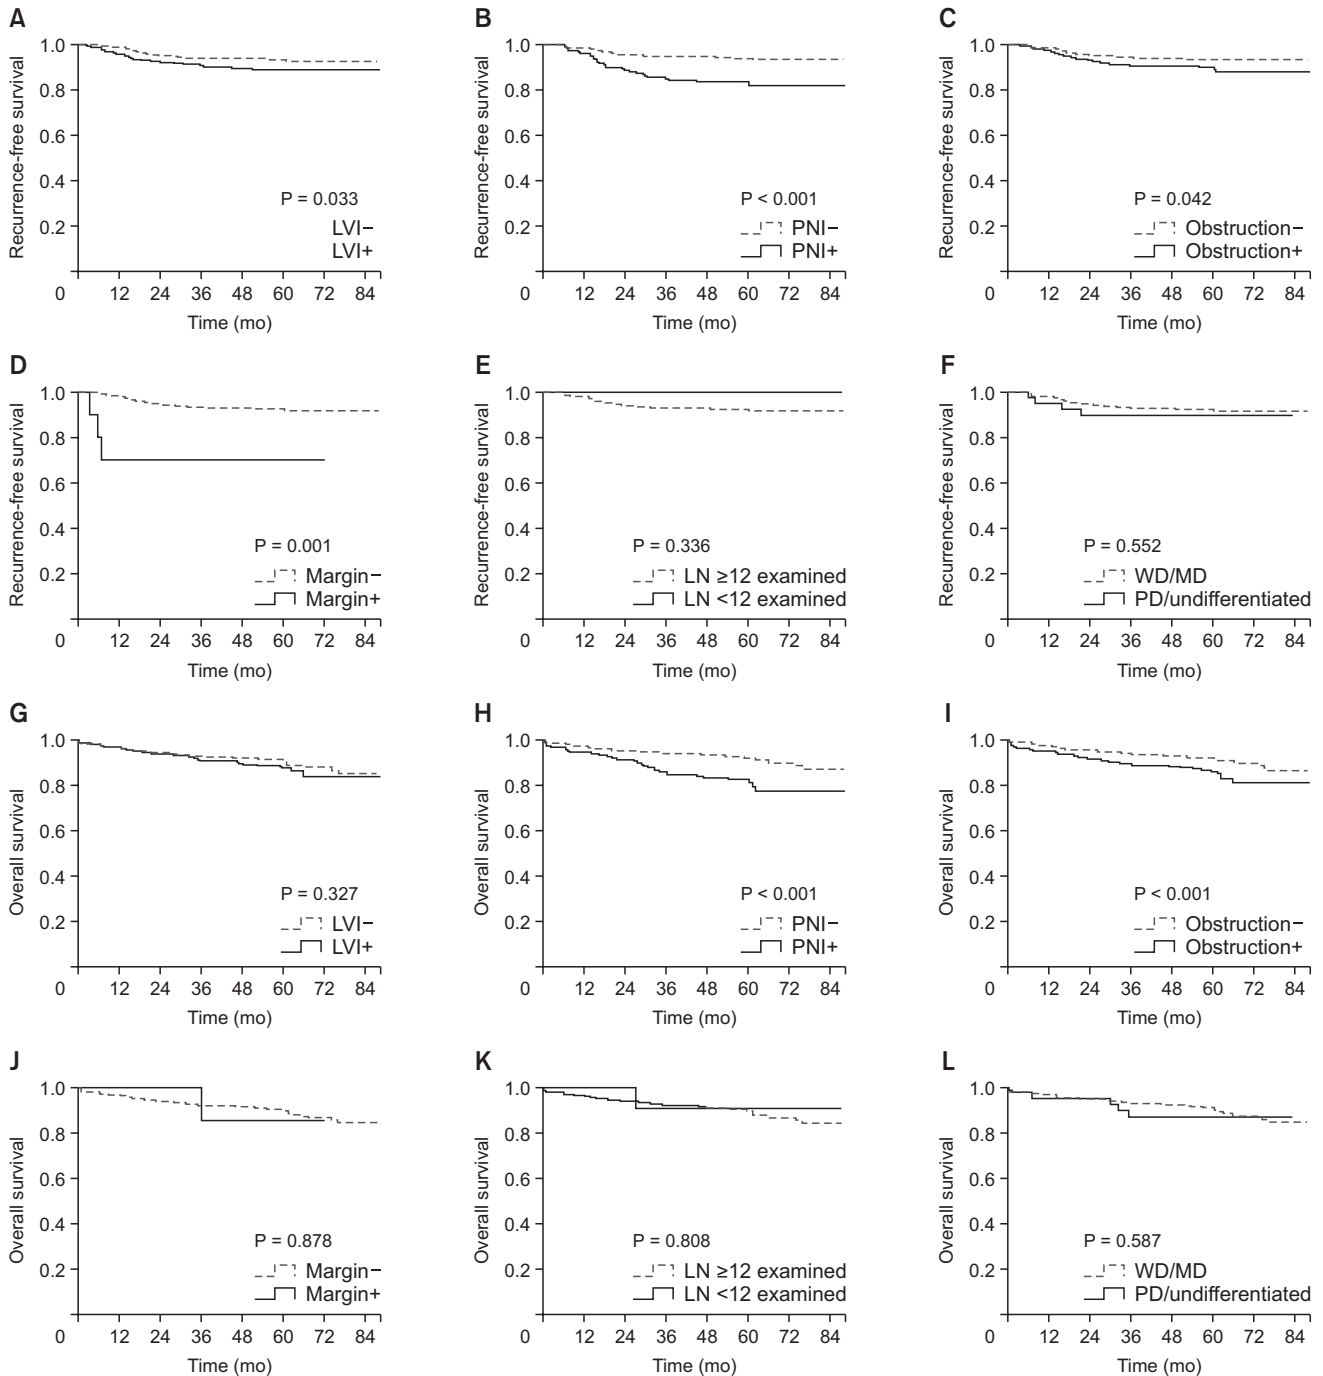 A
Recurrence-free survival
1.0
0.8
0.6
0.4
0.2
P = 0.033
LVI−
LVI+
0 12 24 36 48 60 72 84
Time (mo)
B
Recurrence-free survival
1.0
0.8
0.6
0.4
0.2
P < 0.001
PNI−
PNI+
0 12 24 36 48 60 72 84
Time (mo)
C
Recurrence-free survival
1.0
0.8
0.6
0.4
0.2
P = 0.042
Obstruction−
Obstruction+
0 12 24 36 48 60 72 84
Time (mo)
D
Recurrence-free survival
1.0
0.8
0.6
0.4
0.2
P = 0.001
Margin−
Margin+
0 12 24 36 48 60 72 84
Time (mo)
E
Recurrence-free survival
1.0
0.8
0.6
0.4
0.2
P = 0.336
LN ≥12 examined
LN <12 examined
0 12 24 36 48 60 72 84
Time (mo)
F
Recurrence-free survival
1.0
0.8
0.6
0.4
0.2
P = 0.552
WD/MD
PD/undifferentiated
0 12 24 36 48 60 72 84
Time (mo)
G
Overall survival
1.0
0.8
0.6
0.4
0.2
P = 0.327
LVI−
LVI+
0 12 24 36 48 60 72 84
Time (mo)
H
Overall survival
1.0
0.8
0.6
0.4
0.2
P < 0.001
PNI−
PNI+
0 12 24 36 48 60 72 84
Time (mo)
I
Overall survival
1.0
0.8
0.6
0.4
0.2
P < 0.001
Obstruction−
Obstruction+
0 12 24 36 48 60 72 84
Time (mo)
J
Overall survival
1.0
0.8
0.6
0.4
0.2
P = 0.878
Margin−
Margin+
0 12 24 36 48 60 72 84
Time (mo)
K
Overall survival
1.0
0.8
0.6
0.4
0.2
P = 0.808
LN ≥12 examined
LN <12 examined
0 12 24 36 48 60 72 84
Time (mo)
L
Overall survival
1.0
0.8
0.6
0.4
0.2
P = 0.587
WD/MD
PD/undifferentiated
0 12 24 36 48 60 72 84
Time (mo)